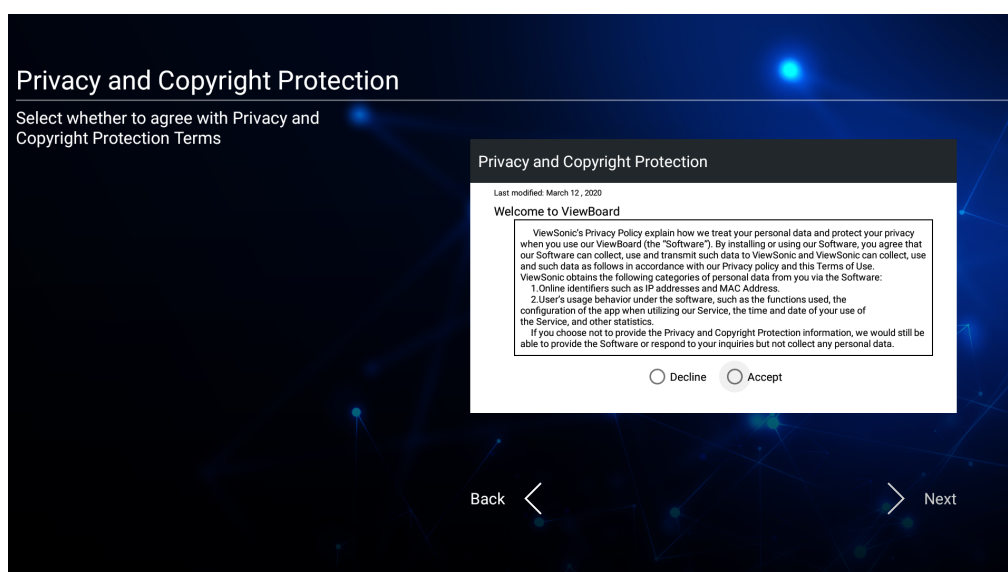 Privacy and Copyright Protection
Select whether to agree with Privacy and
Copyright Protection Terms
Privacy and Copyright Protection
Last modified: March 12 , 2020
Welcome to ViewBoard
ViewSonic's Privacy Policy explain how we treat your personal data and protect your privacy
when you use our ViewBoard (the "Software"). By installing or using our Software, you agree that
our Software can collect, use and transmit such data to ViewSonic and ViewSonic can collect, use
and such data as follows in accordance with our Privacy policy and this Terms of Use.
ViewSonic obtains the following categories of personal data from you via the Software:
1.Online identifiers such as IP addresses and MAC Address.
2.User's usage behavior under the software, such as the functions used, the
configuration of the app when utilizing our Service, the time and date of your use of
the Service, and other statistics.
If you choose not to provide the Privacy and Copyright Protection information, we would still be
able to provide the Software or respond to your inquiries but not collect any personal data.
Decline Accept
Back Next